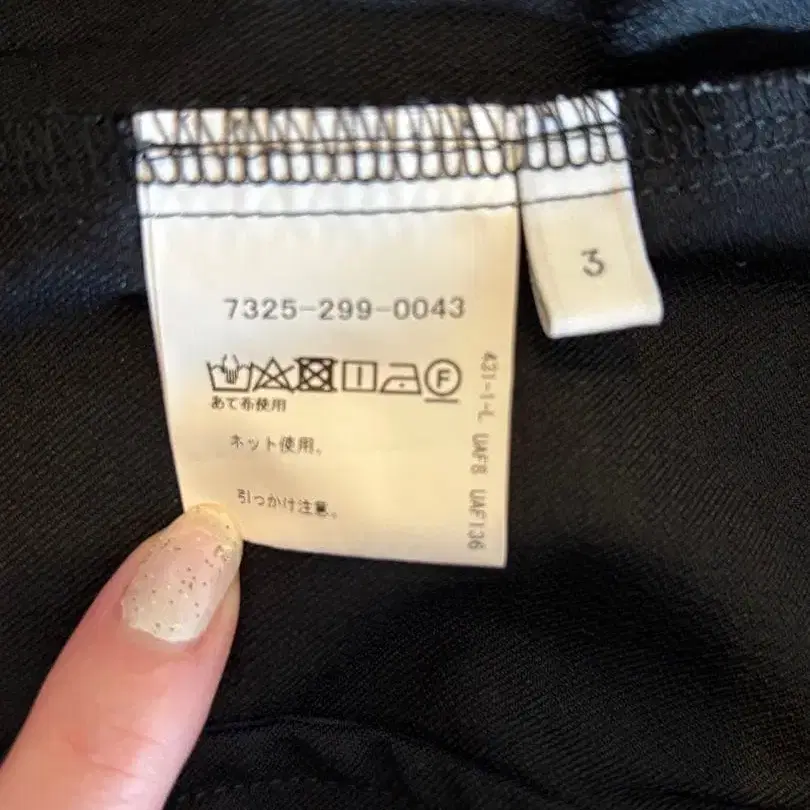 3
7325-299-0043
F
あて布使用
ネット使用。
引っかけ注意。
421-1-L UAF8 UAF136